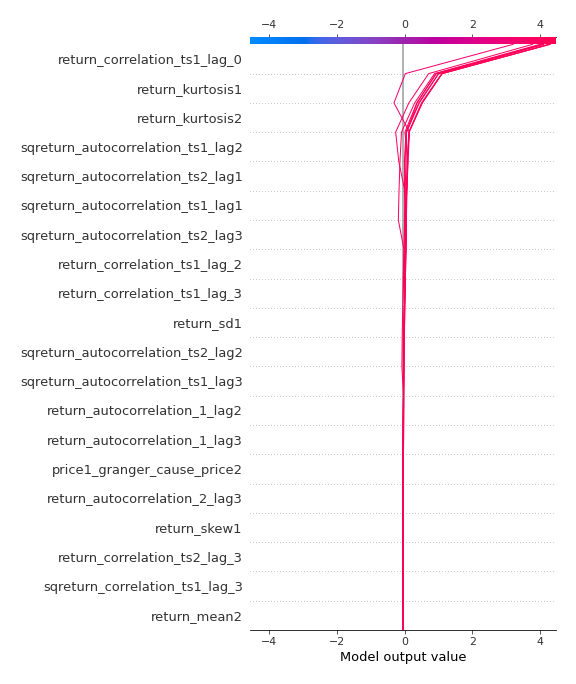 −4 −2 0 2 4
return_correlation_ts1_lag_0
return_kurtosis1
return_kurtosis2
sqreturn_autocorrelation_ts1_lag2
sqreturn_autocorrelation_ts2_lag1
sqreturn_autocorrelation_ts1_lag1
sqreturn_autocorrelation_ts2_lag3
return_correlation_ts1_lag_2
return_correlation_ts1_lag_3
return_sd1
sqreturn_autocorrelation_ts2_lag2
sqreturn_autocorrelation_ts1_lag3
return_autocorrelation_1_lag2
return_autocorrelation_1_lag3
price1_granger_cause_price2
return_autocorrelation_2_lag3
return_skew1
return_correlation_ts2_lag_3
sqreturn_correlation_ts1_lag_3
return_mean2
−4 −2 0 2 4
Model output value